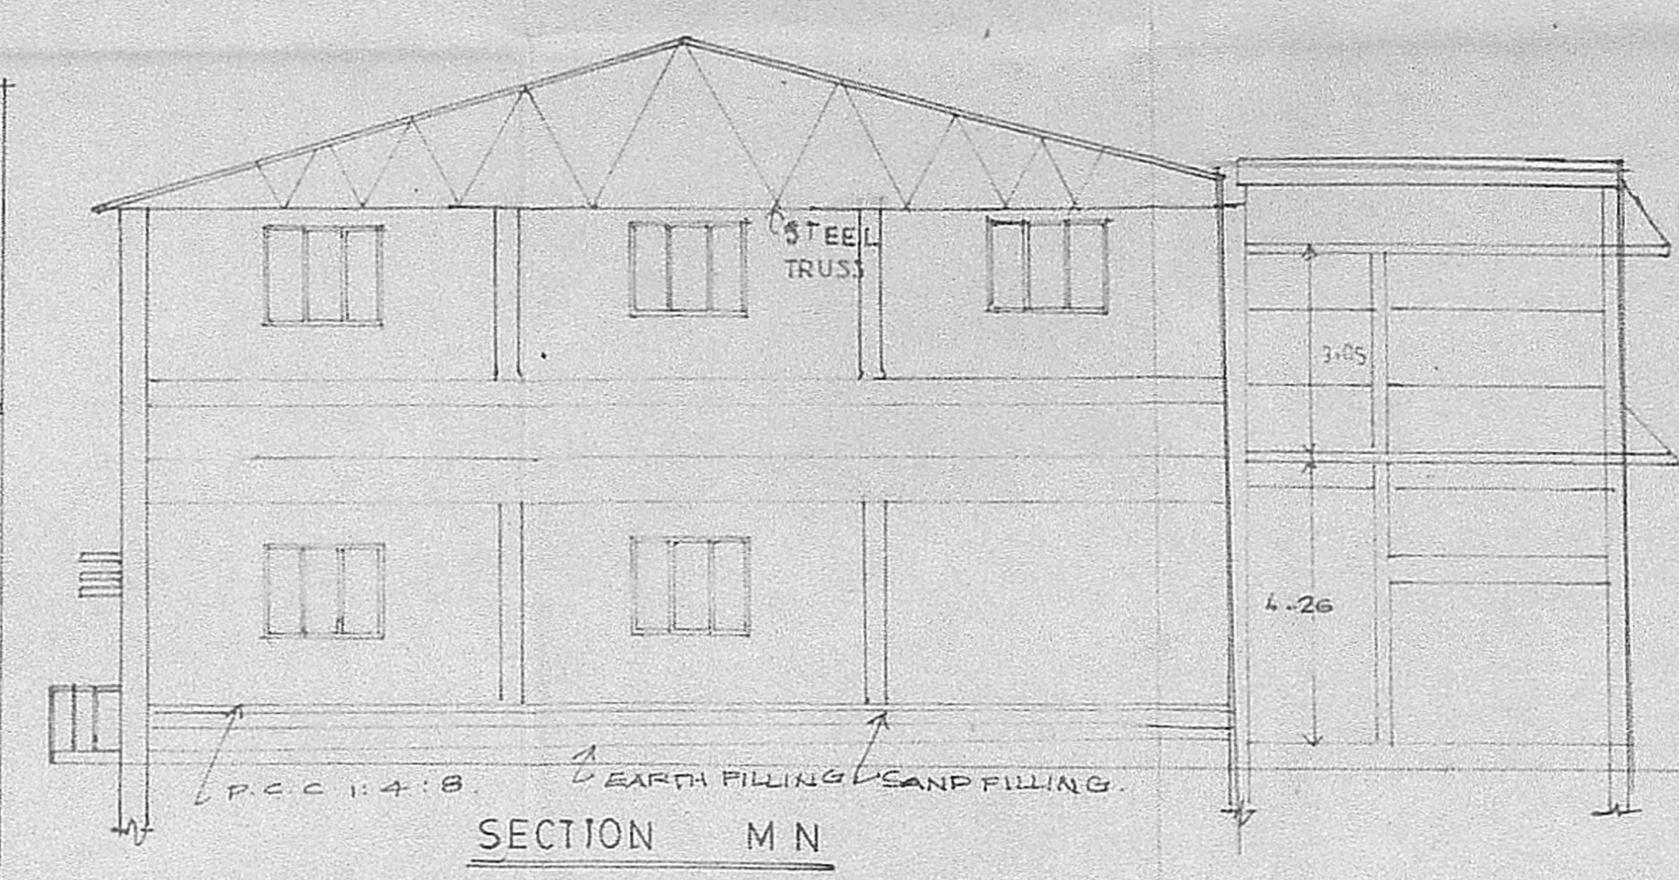 STEEL
TRUSS
3.05
4.26
P.C.C 1:4:8.
EARTH FILLING
SAND FILLING.
SECTION MN